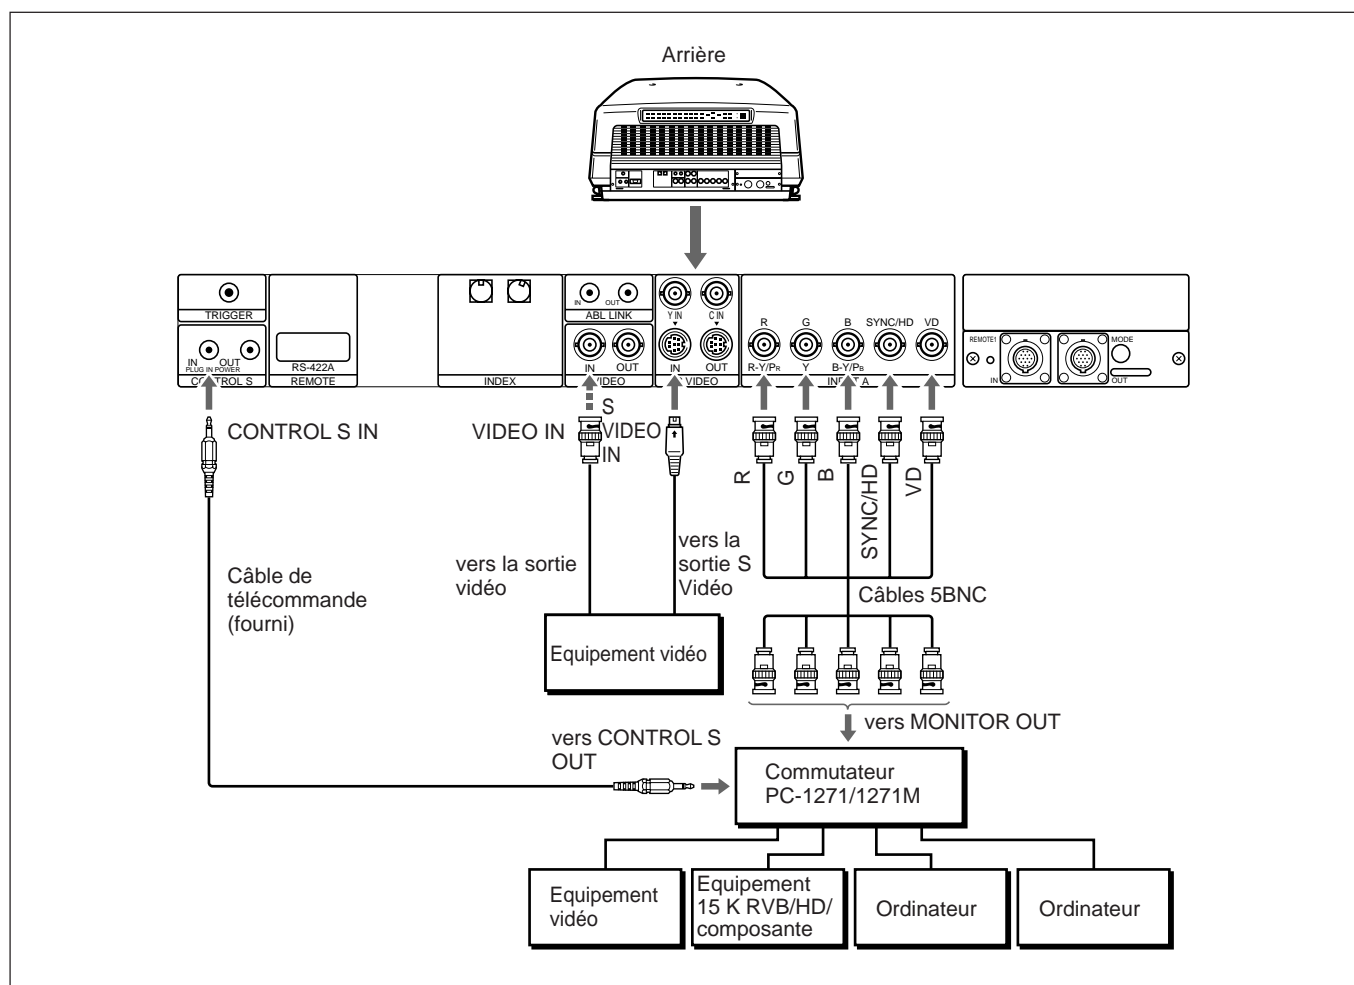 Arrière
TRIGGER
IN OUT
PLUG IN POWER
CONTROL S
RS-422A
REMOTE
INDEX
IN OUT
ABL LINK
IN OUT
VIDEO
Y IN C IN
IN OUT
S VIDEO
R G B SYNC/HD VD
R-Y/PR Y B-Y/PB
INPUT A
REMOTE1
IN
MODE
OUT
CONTROL S IN
VIDEO IN
S
VIDEO
IN
R
G
B
SYNC/HD
VD
Câble de
télécommande
(fourni)
vers la sortie
vidéo
vers la
sortie S
Vidéo
Câbles 5BNC
Equipement vidéo
vers MONITOR OUT
vers CONTROL S
OUT
Commutateur
PC-1271/1271M
Equipement
vidéo
Equipement
15 K RVB/HD/
composante
Ordinateur
Ordinateur